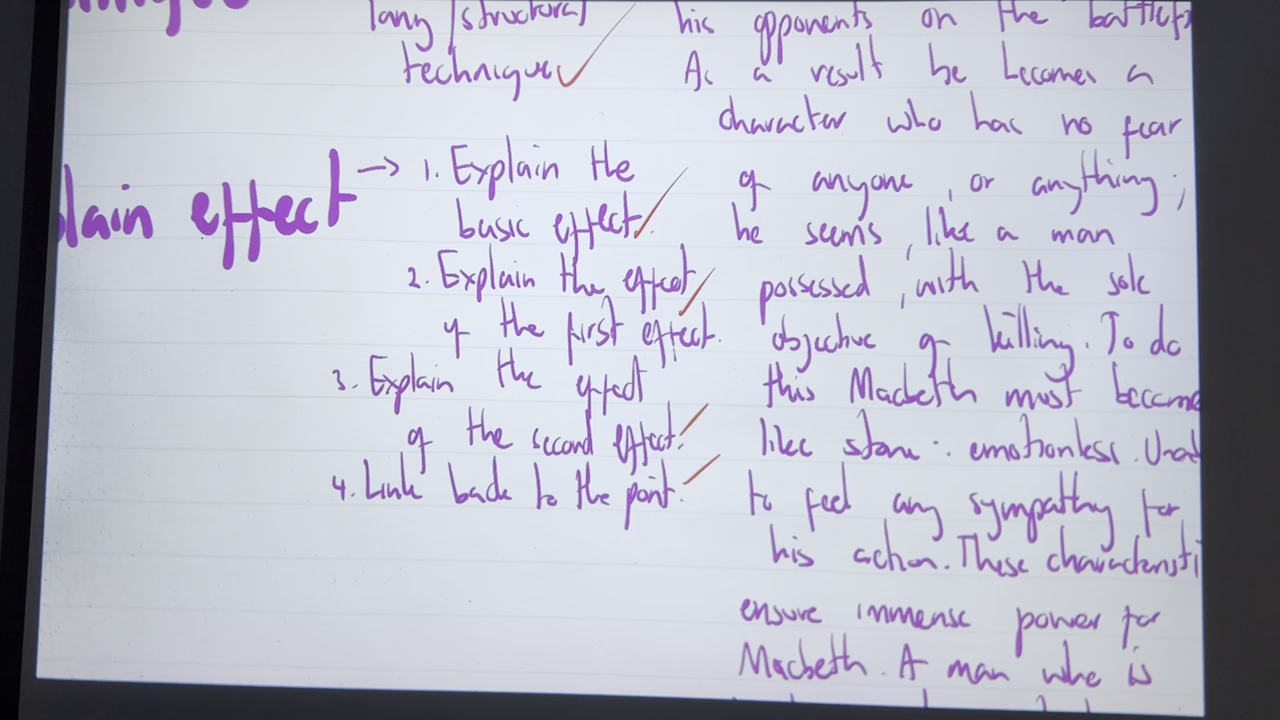 lang/structural
technique
Explain effect → 1. Explain the
basic effect.
2. Explain the effect
of the first effect.
3. Explain the effect
of the second effect.
4. Link back to the point.
his opponents on the
As a result he becomes a
character who has no fear
of anyone, or anything;
he seems, like a man
possessed, with the sole
objective of killing. To do
this Macbeth must become
like stone: emotionless.
to feel any sympathy for
his action. These
ensure immense power for
Macbeth. A man who is